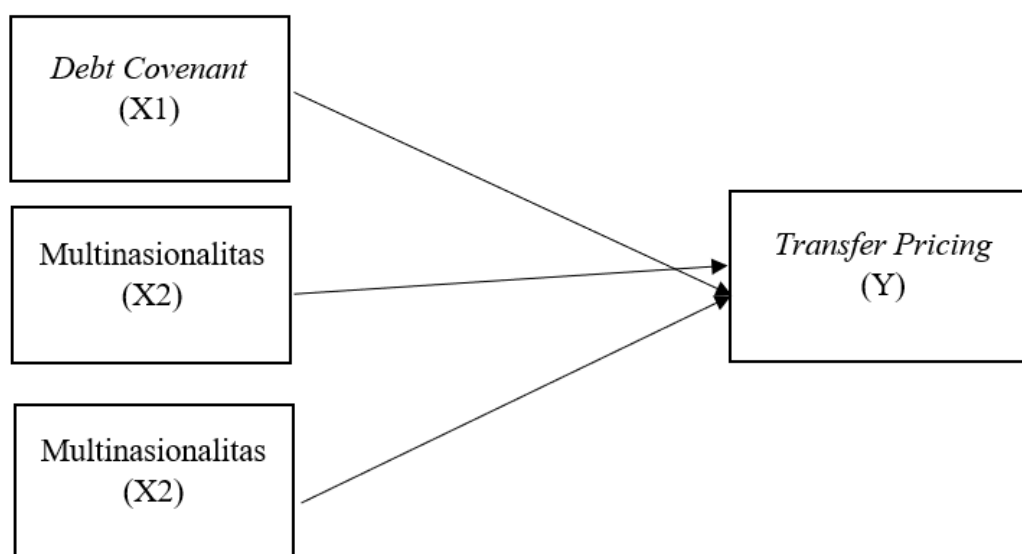 Debt Covenant
(X1)
Multinasionalitas
(X2)
Transfer Pricing
(Y)
Multinasionalitas
(X2)